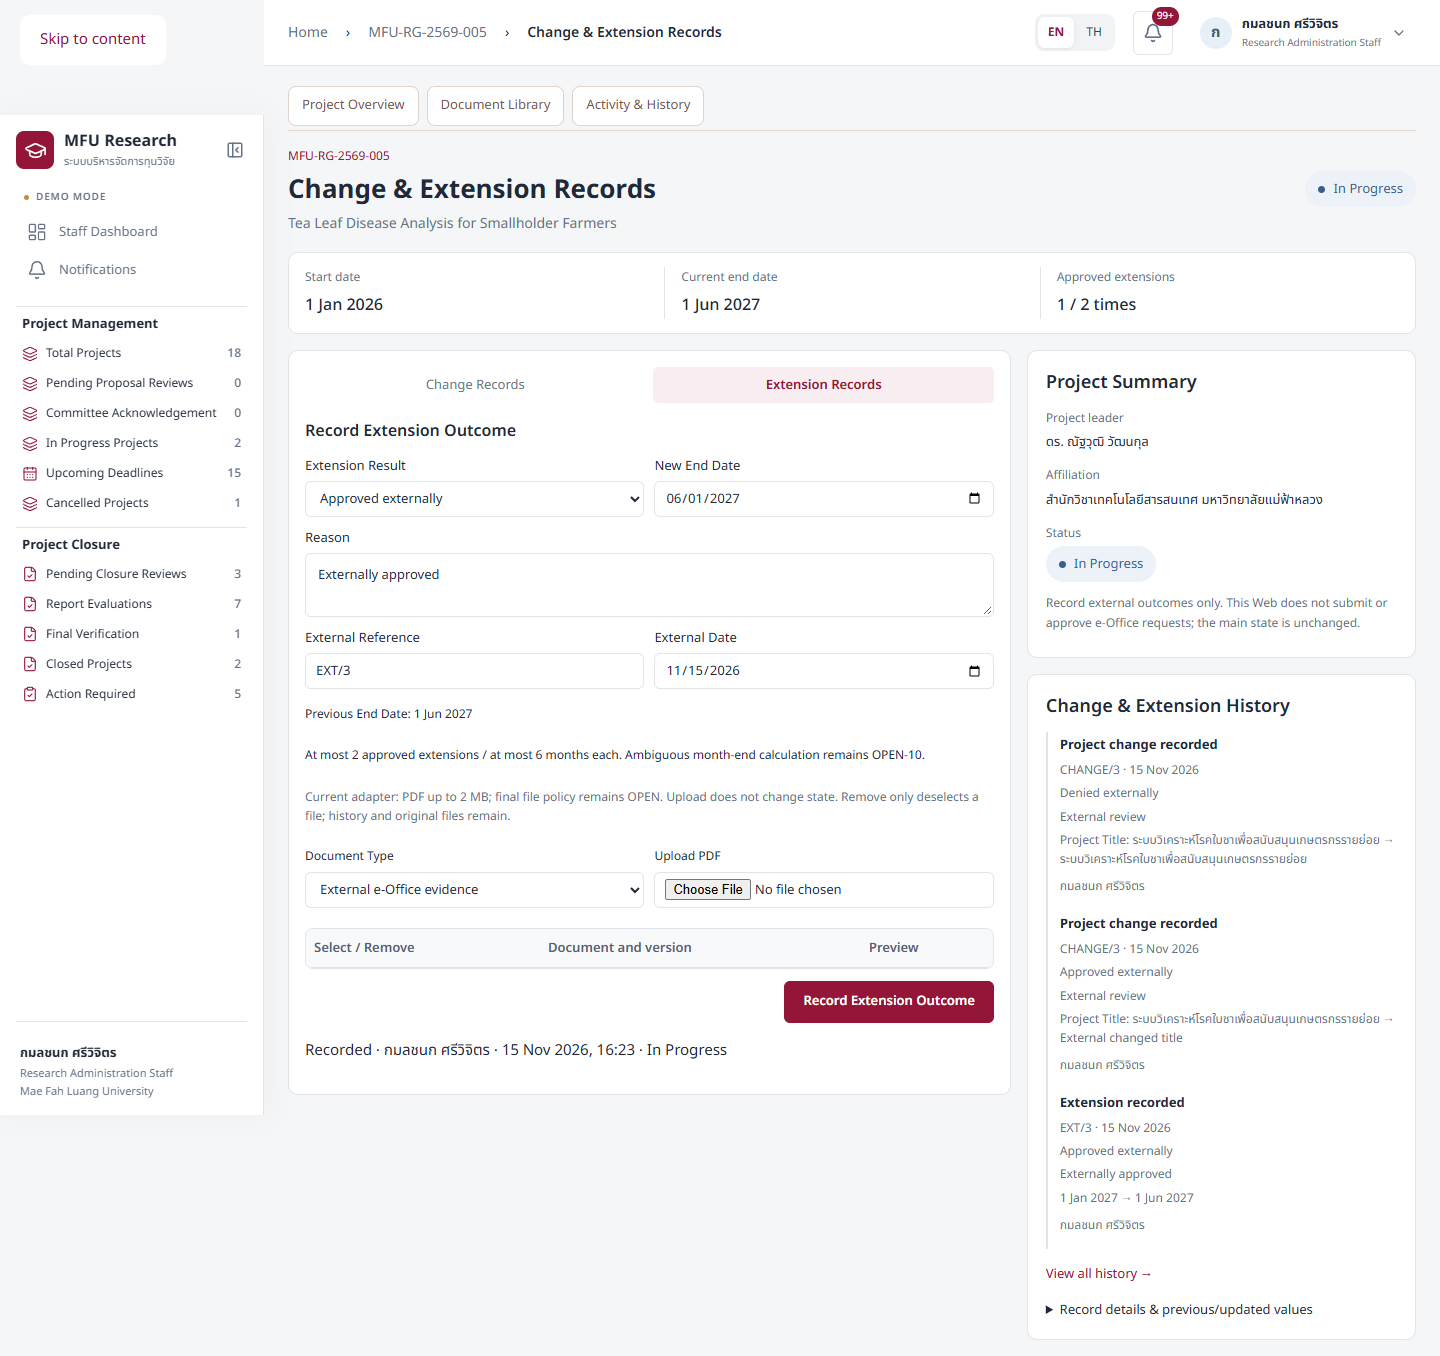 Skip to content
Home › MFU-RG-2569-005 › Change & Extension Records
EN TH
99+
ก
กมลชนก ศรีวิจิตร
Research Administration Staff
MFU Research
ระบบบริหารจัดการทุนวิจัย
DEMO MODE
Staff Dashboard
Notifications
Project Management
Total Projects 18
Pending Proposal Reviews 0
Committee Acknowledgement 0
In Progress Projects 2
Upcoming Deadlines 15
Cancelled Projects 1
Project Closure
Pending Closure Reviews 3
Report Evaluations 7
Final Verification 1
Closed Projects 2
Action Required 5
กมลชนก ศรีวิจิตร
Research Administration Staff
Mae Fah Luang University
Project Overview Document Library Activity & History
MFU-RG-2569-005
Change & Extension Records
In Progress
Tea Leaf Disease Analysis for Smallholder Farmers
Start date
1 Jan 2026
Current end date
1 Jun 2027
Approved extensions
1 / 2 times
Change Records Extension Records
Record Extension Outcome
Extension Result
Approved externally
New End Date
06/01/2027
Reason
Externally approved
External Reference
EXT/3
External Date
11/15/2026
Previous End Date: 1 Jun 2027
At most 2 approved extensions / at most 6 months each. Ambiguous month-end calculation remains OPEN-10.
Current adapter: PDF up to 2 MB; final file policy remains OPEN. Upload does not change state. Remove only deselects a
file; history and original files remain.
Document Type
External e-Office evidence
Upload PDF
Choose File No file chosen
Select / Remove Document and version Preview
Record Extension Outcome
Recorded · กมลชนก ศรีวิจิตร · 15 Nov 2026, 16:23 · In Progress
Project Summary
Project leader
ดร. ณัฐวุฒิ วัฒนกุล
Affiliation
สำนักวิชาเทคโนโลยีสารสนเทศ มหาวิทยาลัยแม่ฟ้าหลวง
Status
In Progress
Record external outcomes only. This Web does not submit or
approve e-Office requests; the main state is unchanged.
Change & Extension History
Project change recorded
CHANGE/3 · 15 Nov 2026
Denied externally
External review
Project Title: ระบบวิเคราะห์โรคใบชาเพื่อสนับสนุนเกษตรกรรายย่อย →
ระบบวิเคราะห์โรคใบชาเพื่อสนับสนุนเกษตรกรรายย่อย
กมลชนก ศรีวิจิตร
Project change recorded
CHANGE/3 · 15 Nov 2026
Approved externally
External review
Project Title: ระบบวิเคราะห์โรคใบชาเพื่อสนับสนุนเกษตรกรรายย่อย →
External changed title
กมลชนก ศรีวิจิตร
Extension recorded
EXT/3 · 15 Nov 2026
Approved externally
Externally approved
1 Jan 2027 → 1 Jun 2027
กมลชนก ศรีวิจิตร
View all history →
▶ Record details & previous/updated values